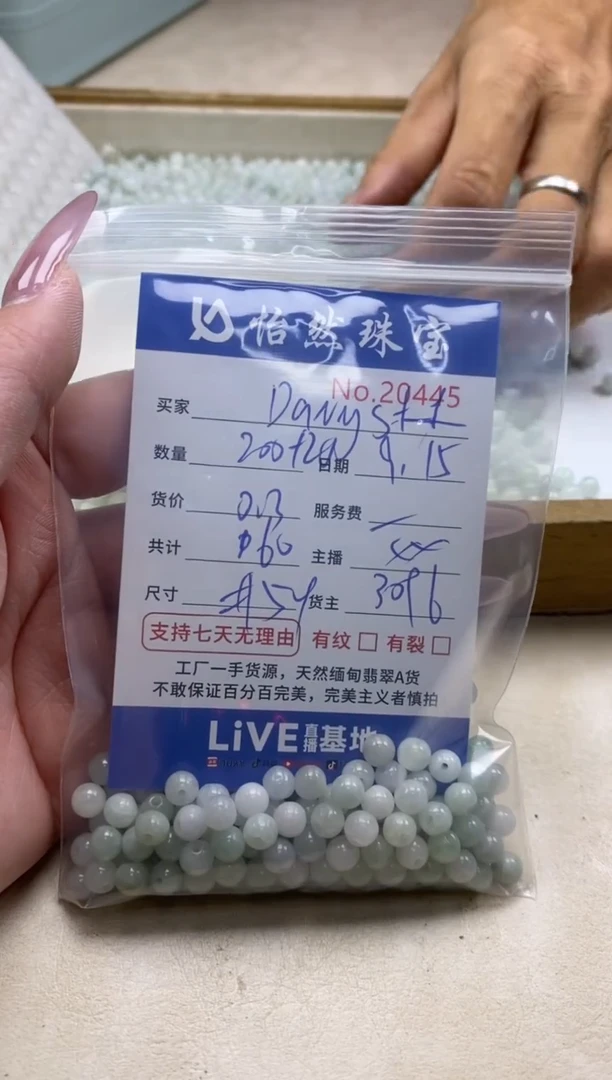 怡然珠宝
No.20445
买家 Dany
数量 200 日期 9.15
货价 服务费
共计 主播
尺寸 货主
支持七天无理由 有纹 有裂
工厂一手货源，天然缅甸翡翠A货
不敢保证百分百完美，完美主义者慎拍
LiVE直播基地